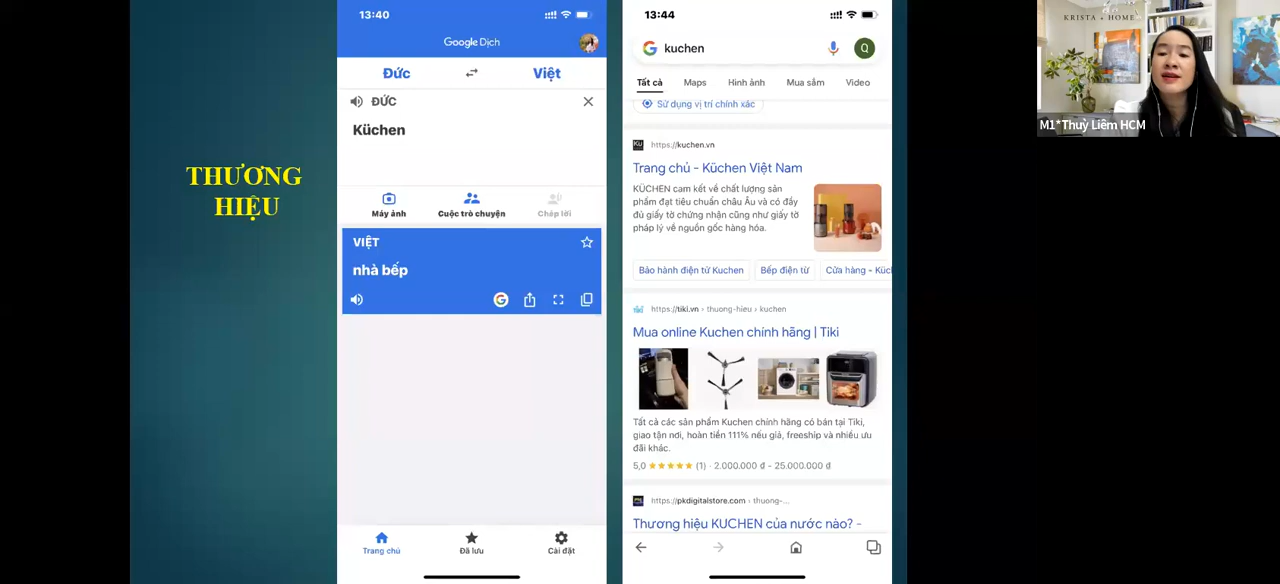 THƯƠNG
HIỆU
13:40
Google Dịch
Đức
Việt
ĐỨC
Küchen
Máy ảnh
Cuộc trò chuyện
Chép lời
VIỆT
nhà bếp
Trang chủ
Đã lưu
Cài đặt
13:44
kuchen
Q
Tất cả
Maps
Hình ảnh
Mua sắm
Video
Sử dụng vị trí chính xác
https://kuchen.vn
Trang chủ - Küchen Việt Nam
KÜCHEN cam kết về chất lượng sản
phẩm đạt tiêu chuẩn châu Âu và có đầy
đủ giấy tờ chứng nhận cũng như giấy tờ
pháp lý về nguồn gốc hàng hóa.
Bảo hành điện tử Kuchen
Bếp điện từ
Cửa hàng - Küc
https://tiki.vn › thuong-hieu › kuchen
Mua online Kuchen chính hãng | Tiki
Tất cả các sản phẩm Kuchen chính hãng có bán tại Tiki,
giao tận nơi, hoàn tiền 111% nếu giả, freeship và nhiều ưu
đãi khác.
5,0 ★★★★★ (1) · 2.000.000 đ - 25.000.000 đ
https://pkdigitalstore.com › thuong-...
Thương hiệu KUCHEN của nước nào? -
KRISTA + HOME
M1*Thuỳ Liêm HCM